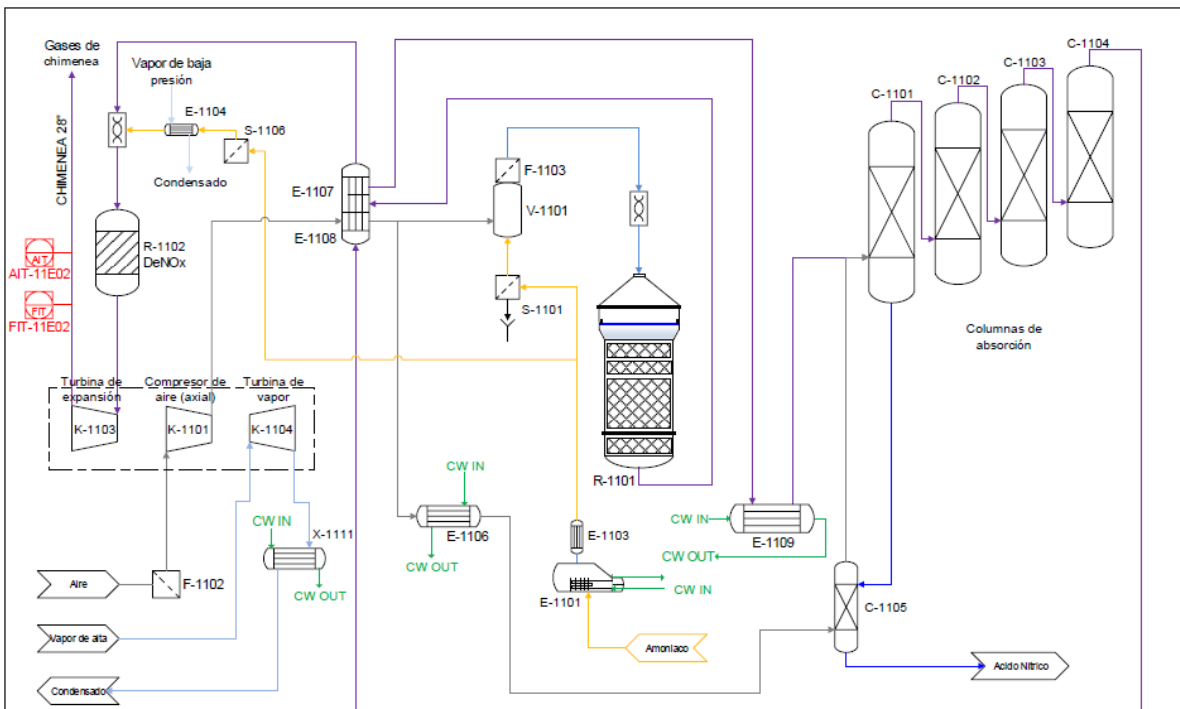 Gases de
chimenea
Vapor de baja
presión
E-1104
S-1106
Condensado
CHIMENEA 28"
R-1102
DeNOx
AIT
AIT-11E02
FIT
FIT-11E02
E-1107
E-1108
F-1103
V-1101
S-1101
C-1101
C-1102
C-1103
C-1104
Columnas de
absorción
Turbina de
expansión
Compresor de
aire (axial)
Turbina de
vapor
K-1103
K-1101
K-1104
R-1101
CW IN
E-1106
CW OUT
E-1103
CW IN
E-1109
CW OUT
CW IN
X-1111
CW OUT
E-1101
CW IN
C-1105
Aire
F-1102
Vapor de alta
Condensado
Amoniaco
Acido Nítrico